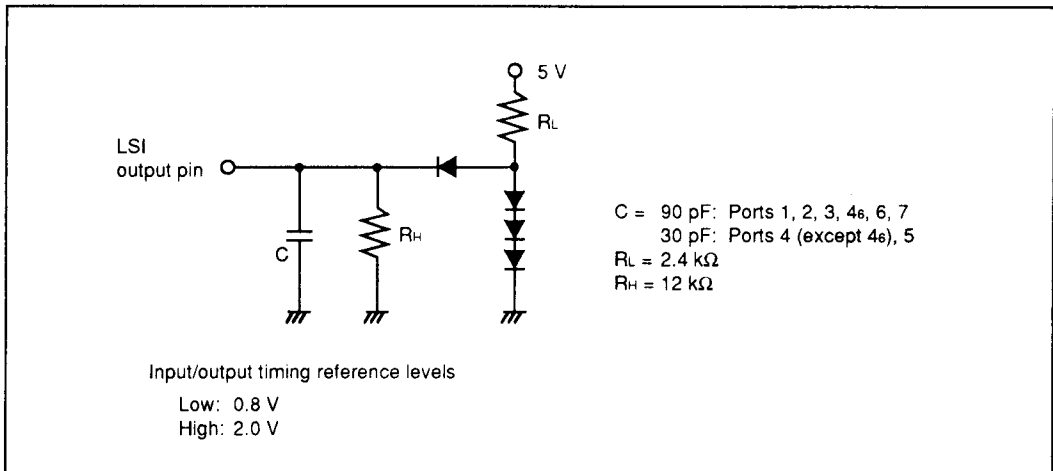 5 V
RL
LSI
output pin
C
RH
C = 90 pF: Ports 1, 2, 3, 46, 6, 7
30 pF: Ports 4 (except 46), 5
RL = 2.4 kΩ
RH = 12 kΩ
Input/output timing reference levels
Low: 0.8 V
High: 2.0 V